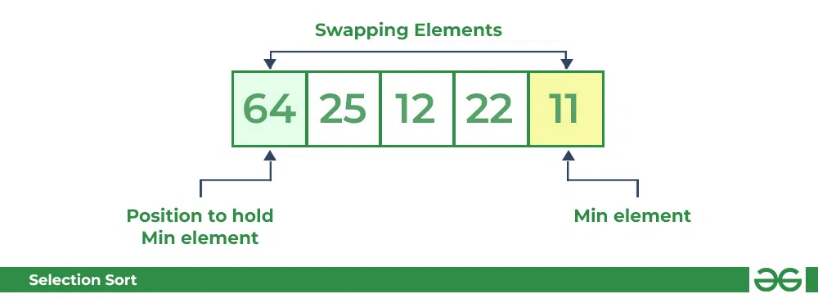 Swapping Elements
64 25 12 22 11
Position to hold
Min element
Min element
Selection Sort